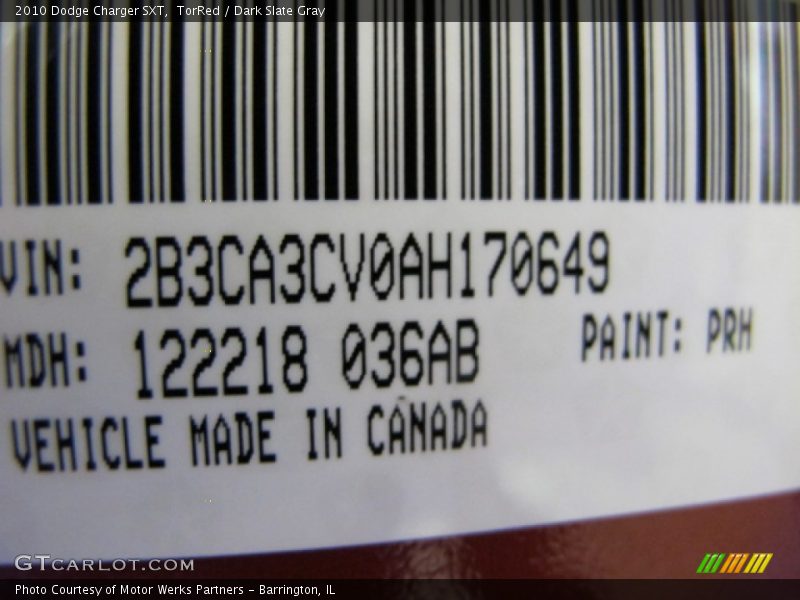 2010 Dodge Charger SXT,  TorRed / Dark Slate Gray
VIN: 2B3CA3CV0AH170649
MDH: 122218 036AB PAINT: PRH
VEHICLE MADE IN CANADA
GTCARLOT.COM
Photo Courtesy of Motor Werks Partners - Barrington, IL